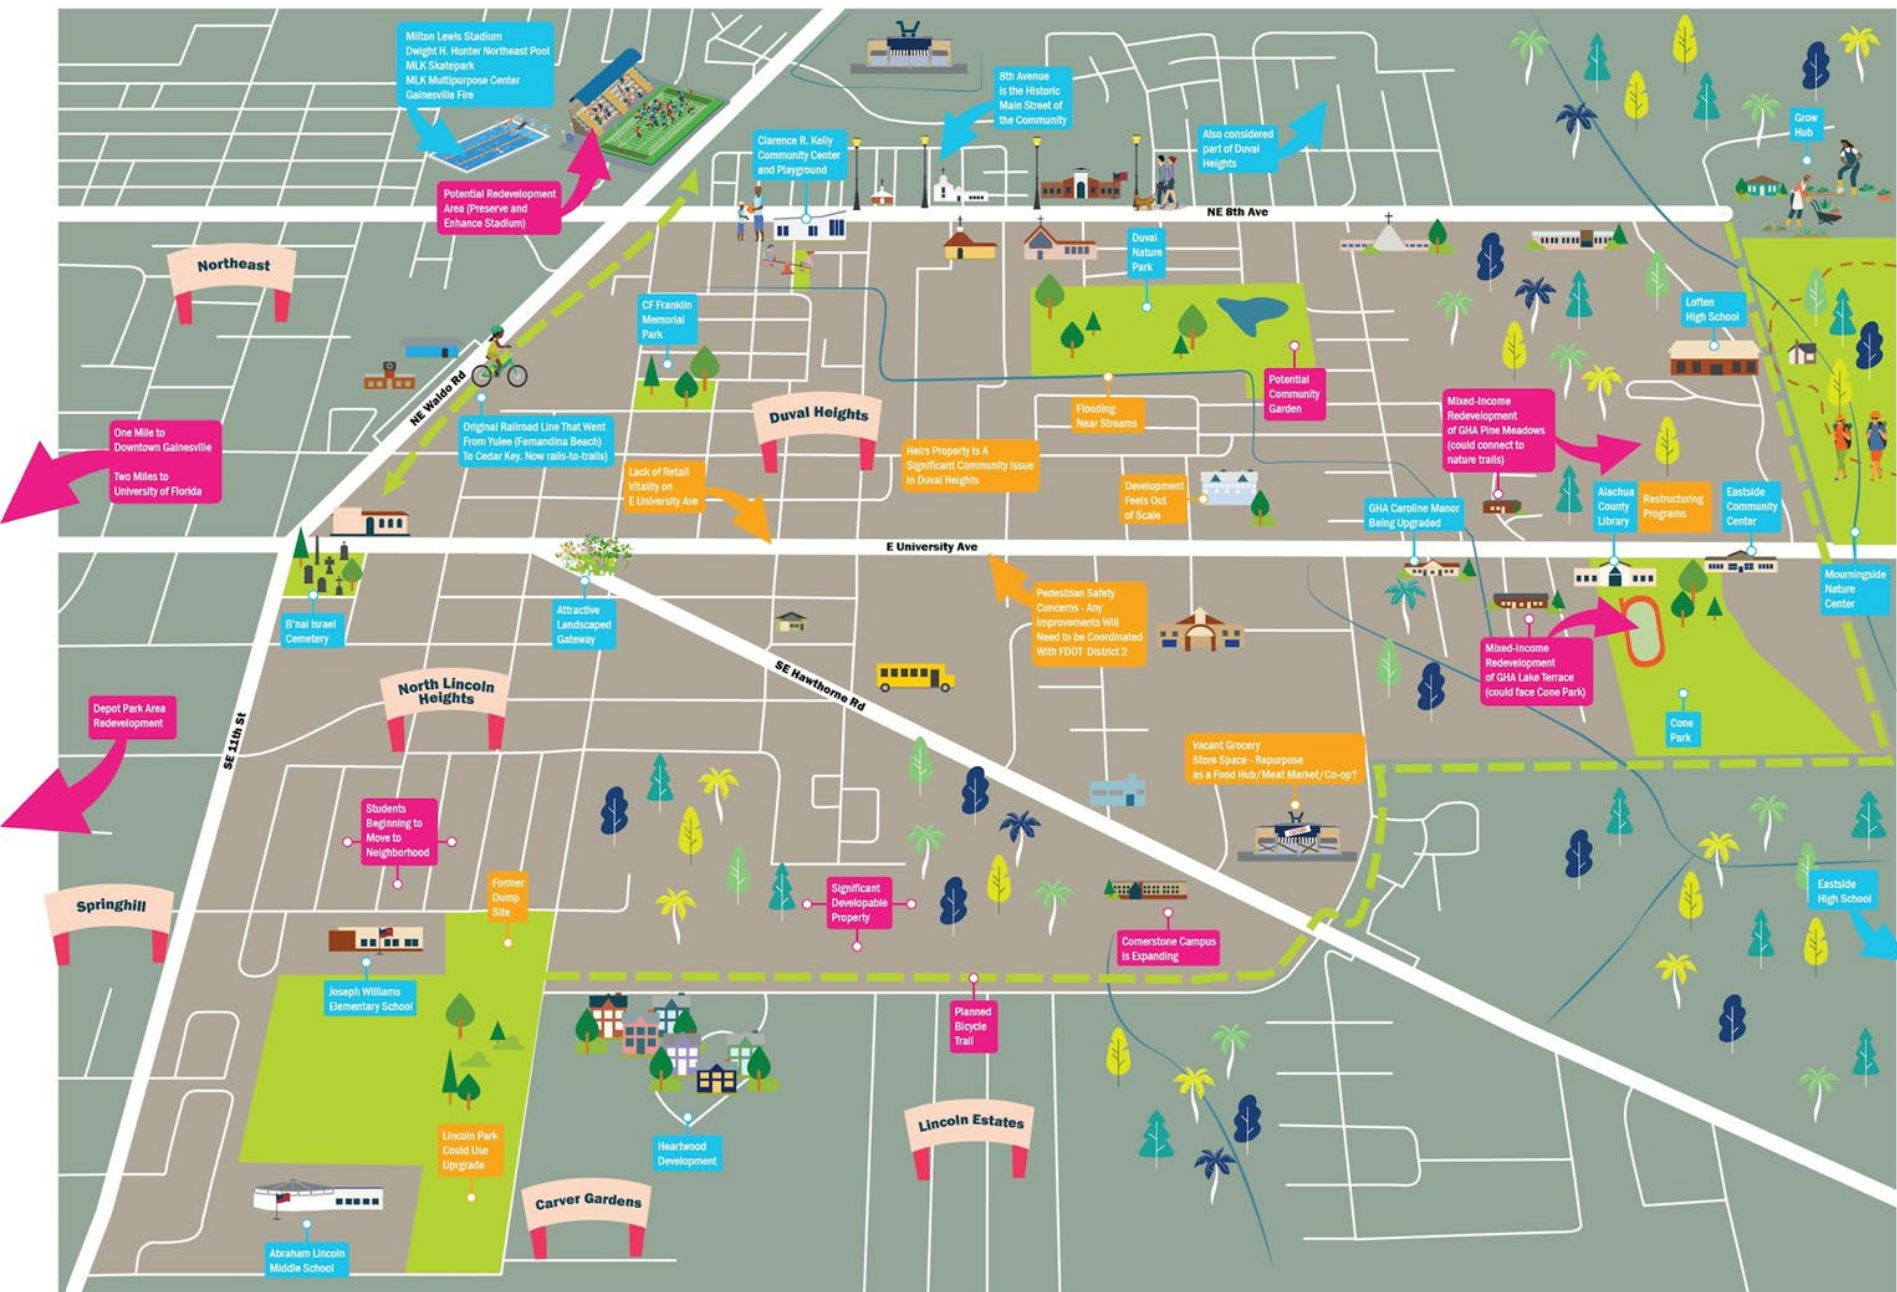 Milton Lewis Stadium
Dwight H. Hunter Northeast Pool
MLK Skatepark
MLK Multipurpose Center
Gainesville Fire
8th Avenue
is the Historic
Main Street of
the Community
Grow
Hub
Also considered
part of Duval
Heights
Clarence R. Kelly
Community Center
and Playground
Potential Redevelopment
Area (Preserve and
Enhance Stadium)
NE 8th Ave
Northeast
Duval
Nature
Park
CF Franklin
Memorial
Park
Loften
High School
NE Waldo Rd
Potential
Community
Garden
Duval Heights
Flooding
Near Streams
Mixed-Income
Redevelopment
of GHA Pine Meadows
(could connect to
nature trails)
One Mile to
Downtown Gainesville
Two Miles to
University of Florida
Original Railroad Line That Went
From Yulee (Fernandina Beach)
To Cedar Key. Now rails-to-trails)
Heirs Property Is A
Significant Community Issue
In Duval Heights
Lack of Retail
Vitality on
E University Ave
Development
Feels Out
of Scale
GHA Caroline Manor
Being Upgraded
Alachua
County
Library
Restructuring
Programs
Eastside
Community
Center
E University Ave
Mourningside
Nature
Center
B'nai Israel
Cemetery
Attractive
Landscaped
Gateway
Pedestrian Safety
Concerns - Any
Improvements Will
Need to be Coordinated
With FDOT District 2
Mixed-Income
Redevelopment
of GHA Lake Terrace
(could face Cone Park)
North Lincoln
Heights
SE Hawthorne Rd
Depot Park Area
Redevelopment
SE 11th St
Cone
Park
Vacant Grocery
Store Space - Repurpose
as a Food Hub/Meat Market/Co-op?
Students
Beginning to
Move to
Neighborhood
Former
Dump
Site
Significant
Developable
Property
Eastside
High School
Springhill
Cornerstone Campus
is Expanding
Joseph Williams
Elementary School
Planned
Bicycle
Trail
Lincoln Estates
Lincoln Park
Could Use
Uprgrade
Heartwood
Development
Carver Gardens
Abraham Lincoln
Middle School